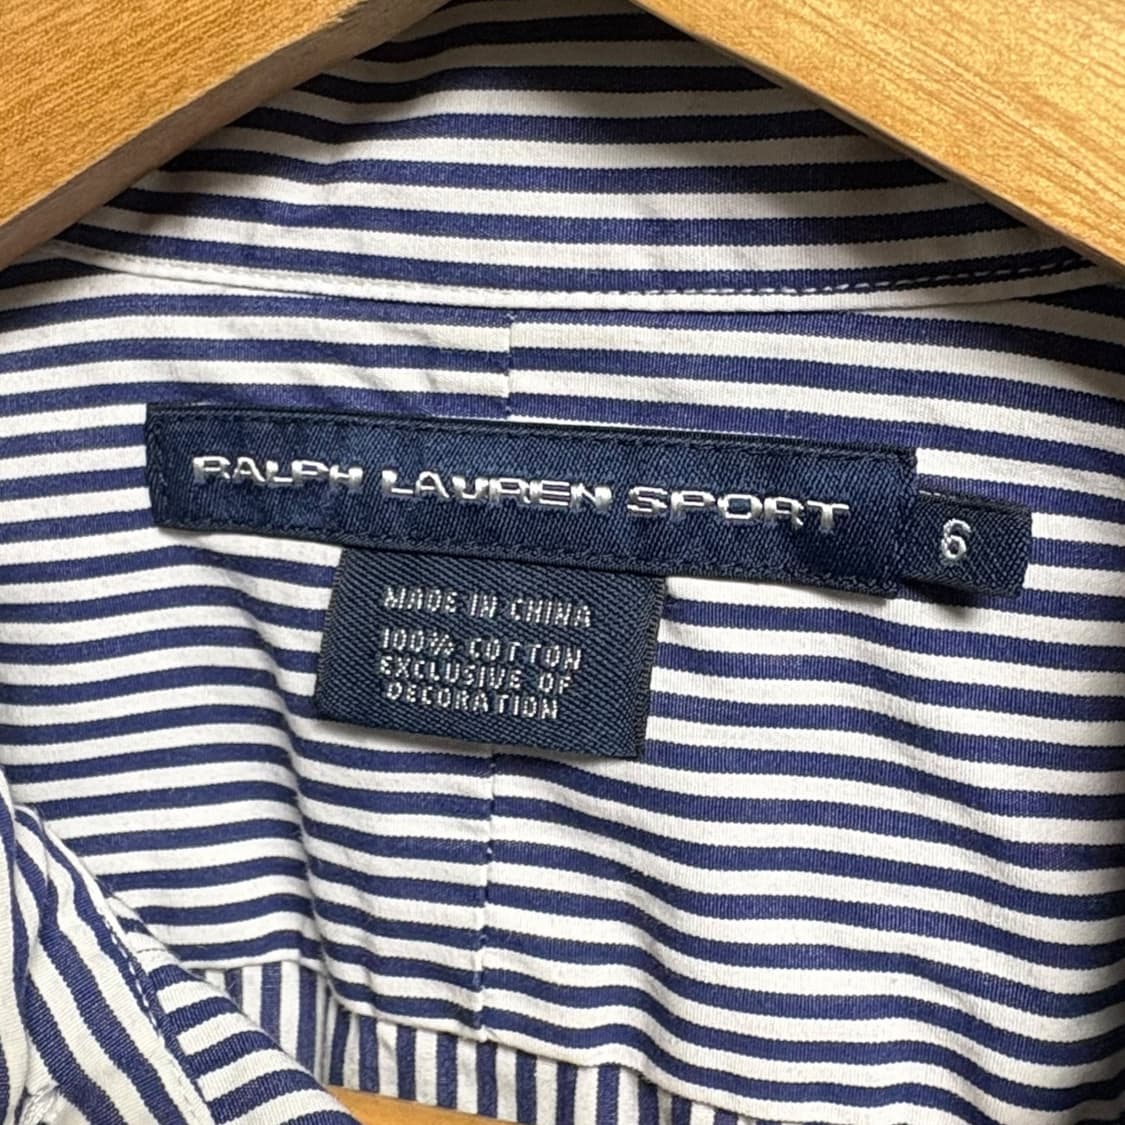 RALPH LAUREN SPORT
6
MADE IN CHINA
100% COTTON
EXCLUSIVE OF
DECORATION